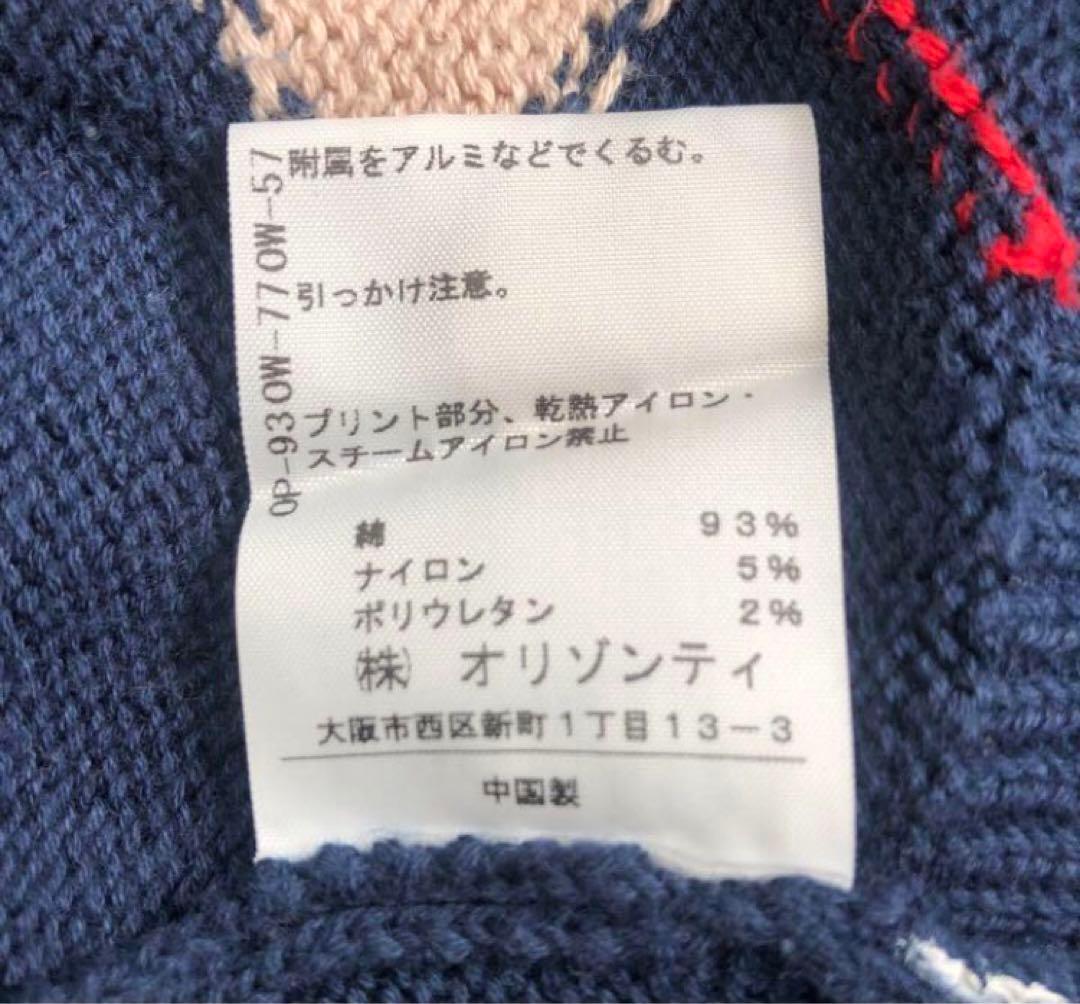 附属をアルミなどでくるむ。
引っかけ注意。
プリント部分、乾熱アイロン・
スチームアイロン禁止
綿 93%
ナイロン 5%
ポリウレタン 2%
㈱ オリゾンティ
大阪市西区新町1丁目13-3
中国製
OP-930W-770W-57